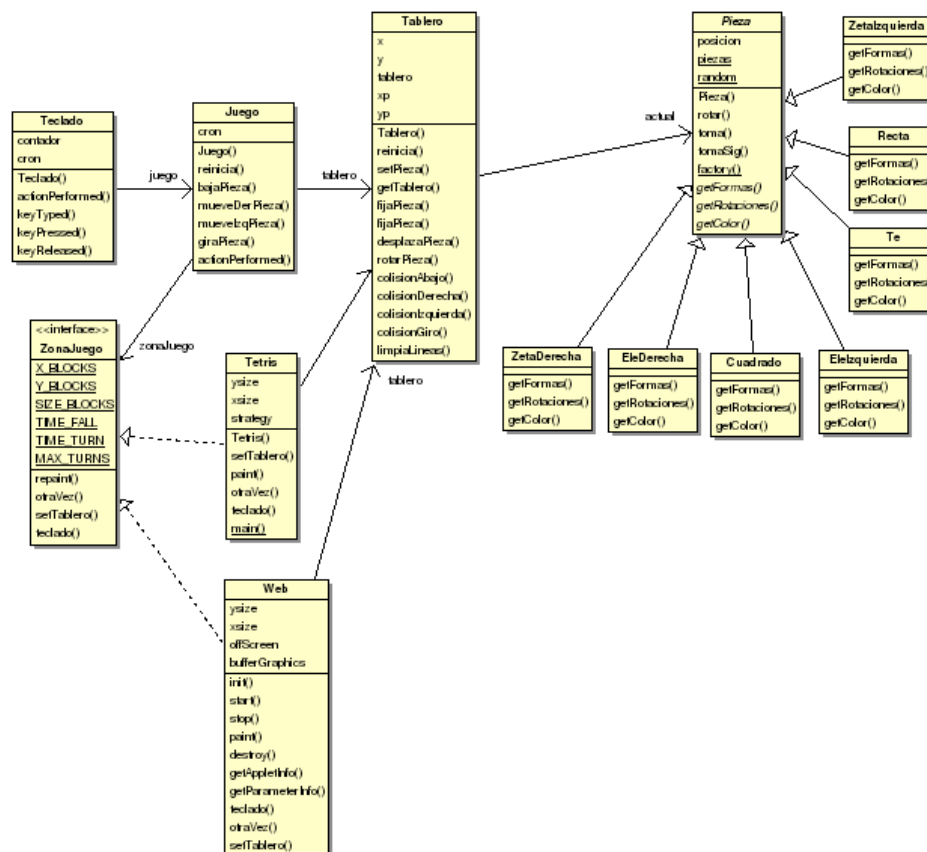 Teclado
contador
cron
Teclado()
actionPerformed()
keyTyped()
keyPressed()
keyReleased()
juego
Juego
cron
Juego()
reinicia()
bajaPieza()
mueveDerPieza()
mueveIzqPieza()
giraPieza()
actionPerformed()
tablero
zonaJuego
Tablero
x
y
tablero
xp
yp
Tablero()
reinicia()
setPieza()
getTablero()
fijaPieza()
fijaPieza()
desplazaPieza()
rotarPieza()
colisionAbajo()
colisionDerecha()
colisionIzquierda()
colisionGiro()
limpiaLineas()
tablero
actual
Pieza
posicion
piezas
random
Pieza()
rotar()
toma()
tomaSig()
factory()
getFormas()
getRotaciones()
getColor()
ZetaIzquierda
getFormas()
getRotaciones()
getColor()
Recta
getFormas()
getRotaciones
getColor()
Te
getFormas()
getRotaciones
getColor()
ZetaDerecha
getFormas()
getRotaciones()
getColor()
EleDerecha
getFormas()
getRotaciones()
getColor()
Cuadrado
getFormas()
getRotaciones()
getColor()
EleIzquierda
getFormas()
getRotaciones()
getColor()
<<interface>>
ZonaJuego
X_BLOCKS
Y_BLOCKS
SIZE_BLOCKS
TIME_FALL
TIME_TURN
MAX_TURNS
repaint()
otraVez()
setTablero()
teclado()
Tetris
ysize
xsize
strategy
Tetris()
setTablero()
paint()
otraVez()
teclado()
main()
Web
ysize
xsize
offScreen
bufferGraphics
init()
start()
stop()
paint()
destroy()
getAppletInfo()
getParameterInfo()
teclado()
otraVez()
setTablero()